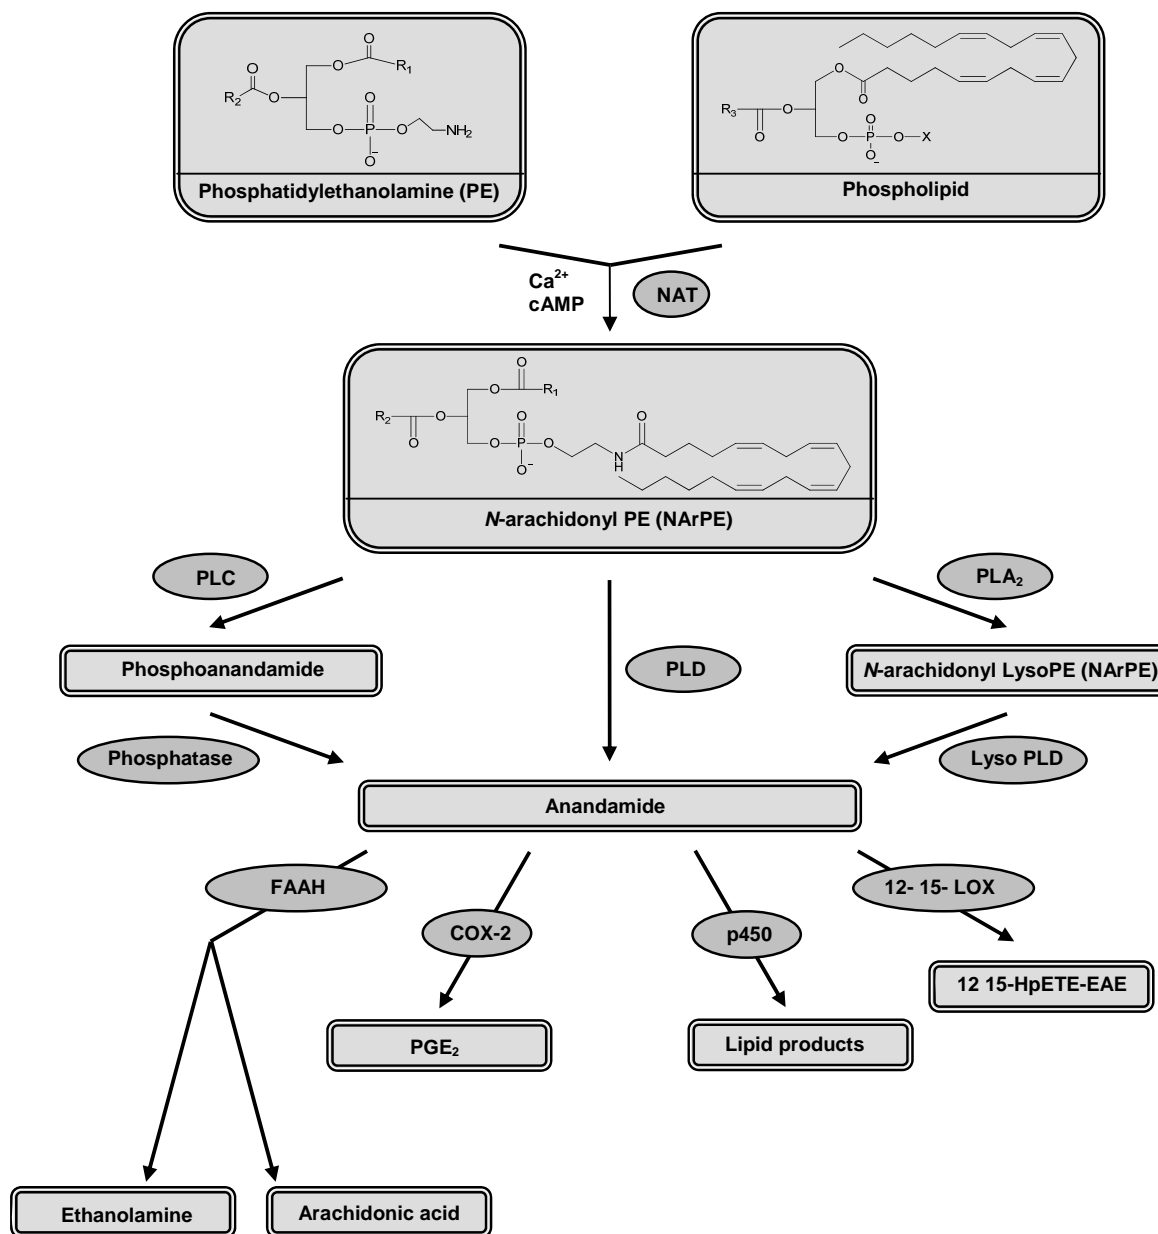 O
O
R₁
O
R₂
O
O
O
P
O
NH₂
O⁻
Phosphatidylethanolamine (PE)
O
O
R₃
O
O
O
O
P
O
X
O⁻
Phospholipid
Ca²⁺
cAMP
NAT
O
O
R₁
R₂
O
O
O
O
P
O
N
H
O
O⁻
N-arachidonyl PE (NArPE)
PLC
PLA₂
Phosphoanandamide
PLD
N-arachidonyl LysoPE (NArPE)
Phosphatase
Lyso PLD
Anandamide
FAAH
12- 15- LOX
COX-2
p450
12 15-HpETE-EAE
PGE₂
Lipid products
Ethanolamine
Arachidonic acid